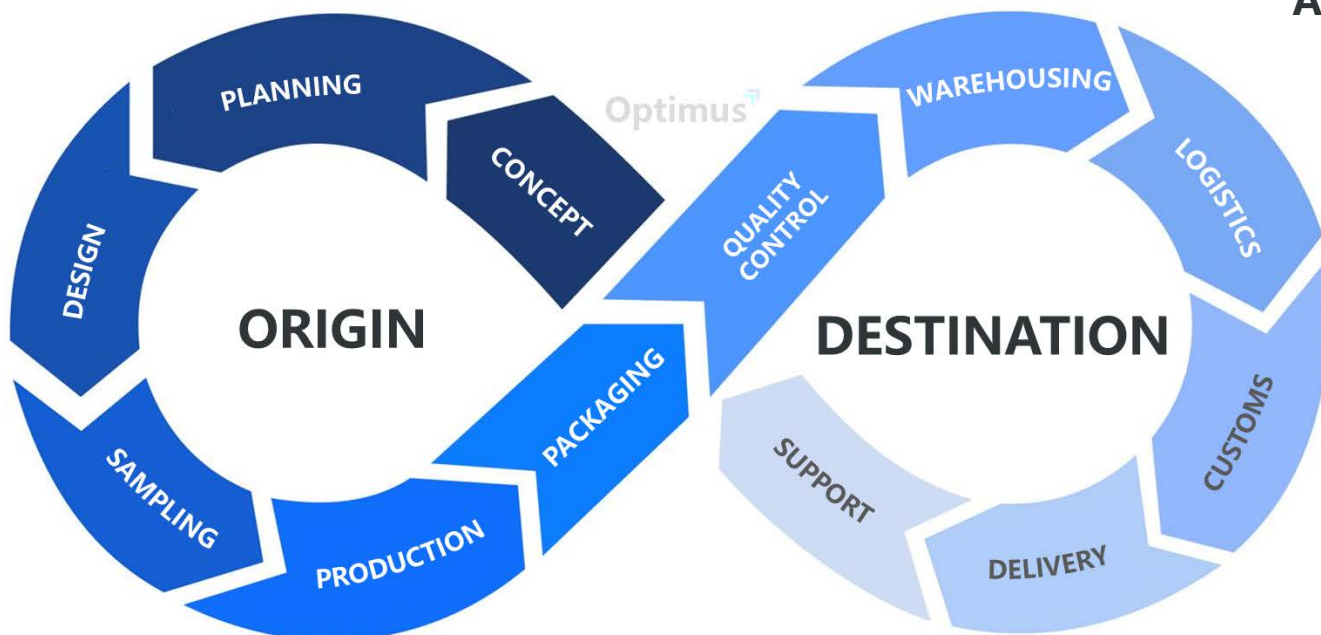 A
Optimus
CONCEPT
PLANNING
DESIGN
SAMPLING
PRODUCTION
PACKAGING
QUALITY
CONTROL
WAREHOUSING
LOGISTICS
CUSTOMS
DELIVERY
SUPPORT
ORIGIN
DESTINATION